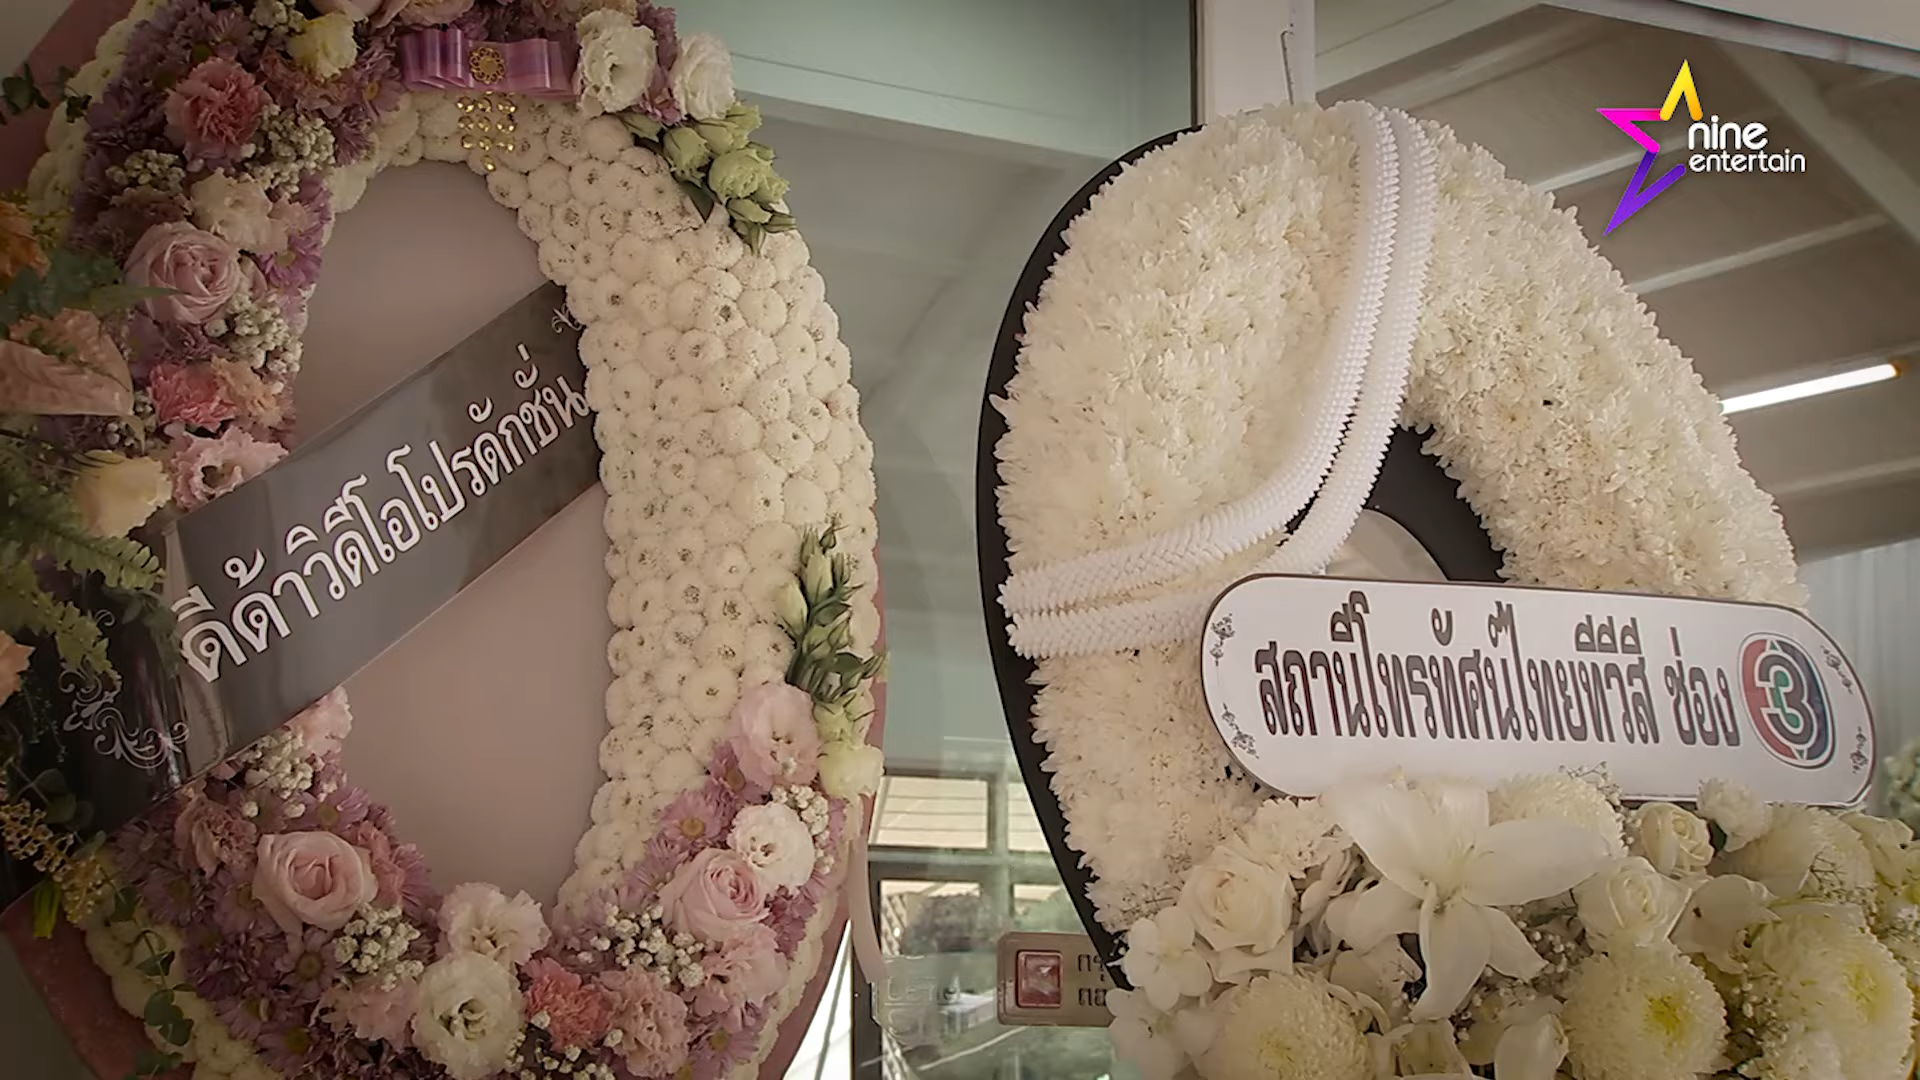 nine
entertain
ดีด้าวิดีโอโปรดักชั่น
สถานีโทรทัศน์ไทยทีวีสี ช่อง 3